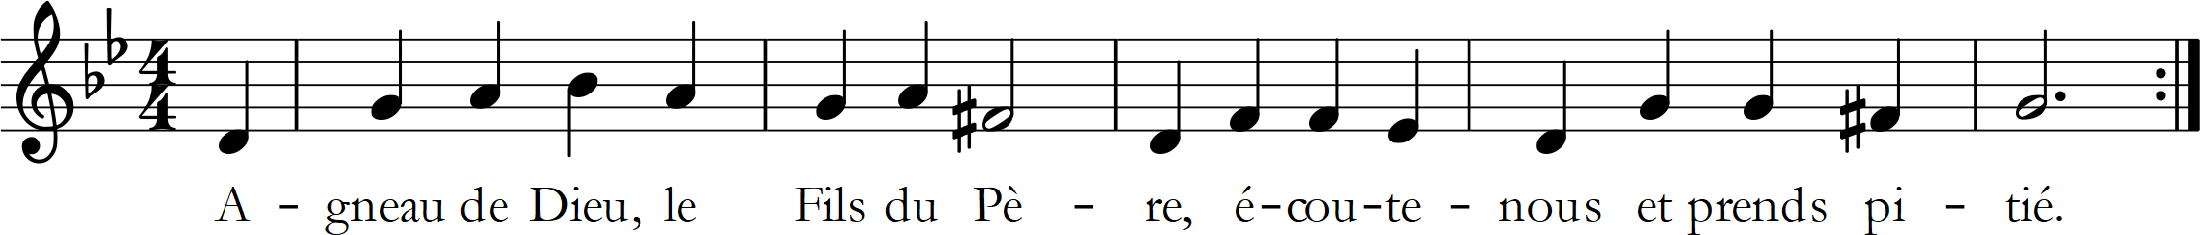 A - gneau de Dieu, le Fils du Pè - re, é-cou-te - nous et prends pi - tié.